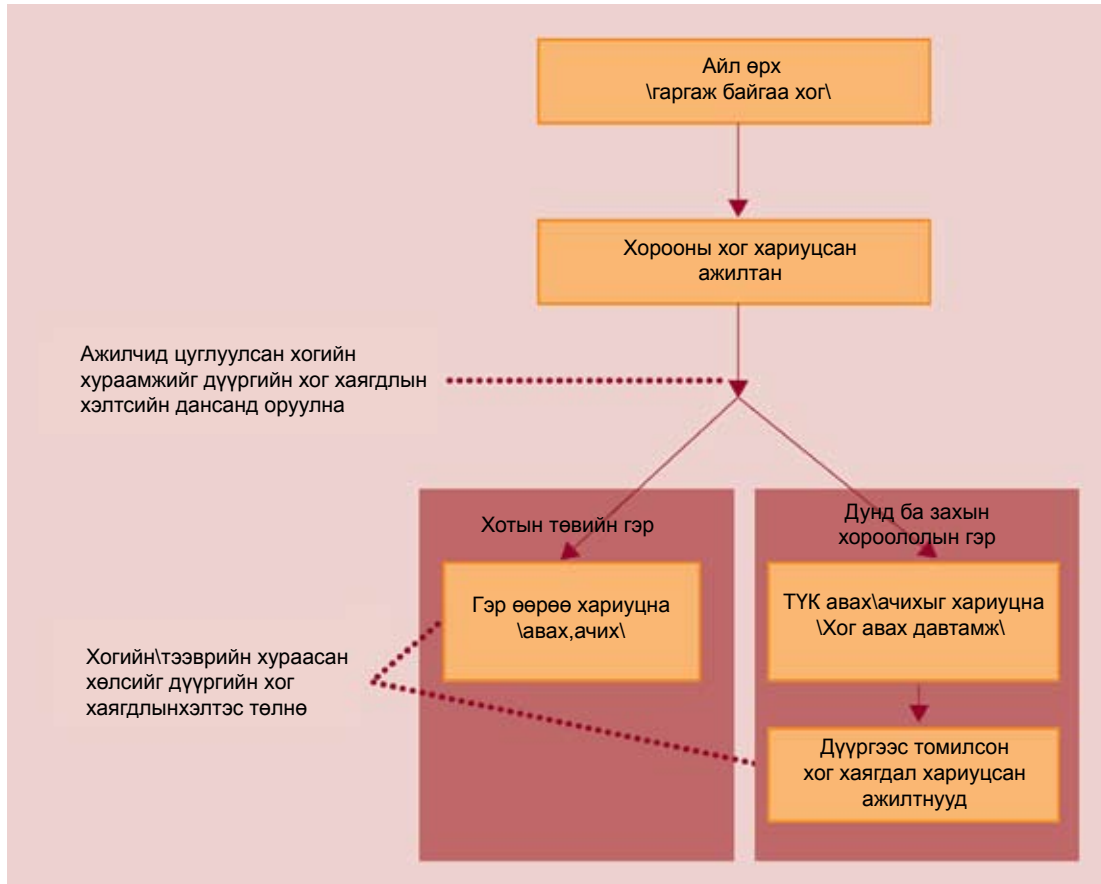 Айл өрх
\гаргаж байгаа хог\
Хорооны хог хариуцсан
ажилтан
Ажилчид цуглуулсан хогийн
хураамжийг дүүргийн хог хаягдлын
хэлтсийн дансанд оруулна
Хотын төвийн гэр
Дунд ба захын
хороололын гэр
Гэр өөрөө хариуцна
\авах,ачих\
ТҮК авах\ачихыг хариуцна
\Хог авах давтамж\
Хогийн\тээврийн хураасан
хөлсийг дүүргийн хог
хаягдлынхэлтэс төлнө
Дүүргээс томилсон
хог хаягдал хариуцсан
ажилтнууд